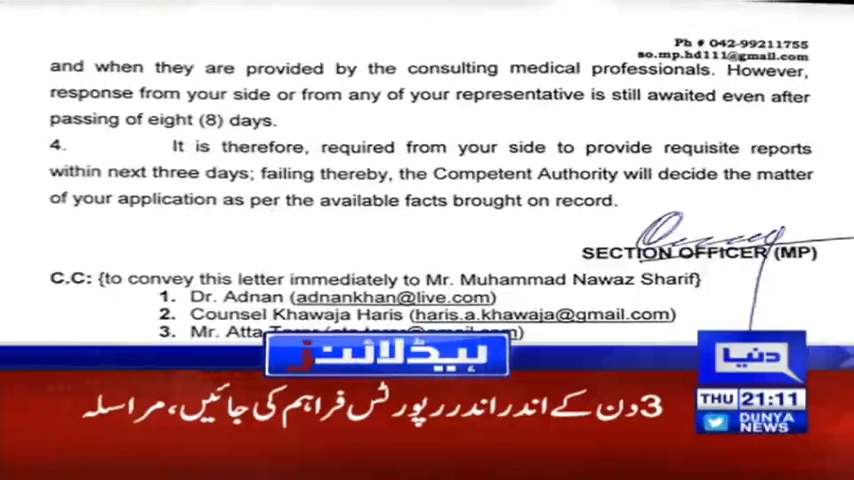 Ph # 042-99211755
so.mp.hd111@gmail.com
and when they are provided by the consulting medical professionals. However,
response from your side or from any of your representative is still awaited even after
passing of eight (8) days.
4. It is therefore, required from your side to provide requisite reports
within next three days; failing thereby, the Competent Authority will decide the matter
of your application as per the available facts brought on record.
SECTION OFFICER (MP)
C.C: {to convey this letter immediately to Mr. Muhammad Nawaz Sharif}
1. Dr. Adnan (adnankhan@live.com)
2. Counsel Khawaja Haris (haris.a.khawaja@gmail.com)
3. Mr. Atta
ہیڈلائنز
دنیا
3 دن کے اندر اندر رپورٹس فراہم کی جائیں، مراسلہ
THU 21:11
DUNYA
NEWS